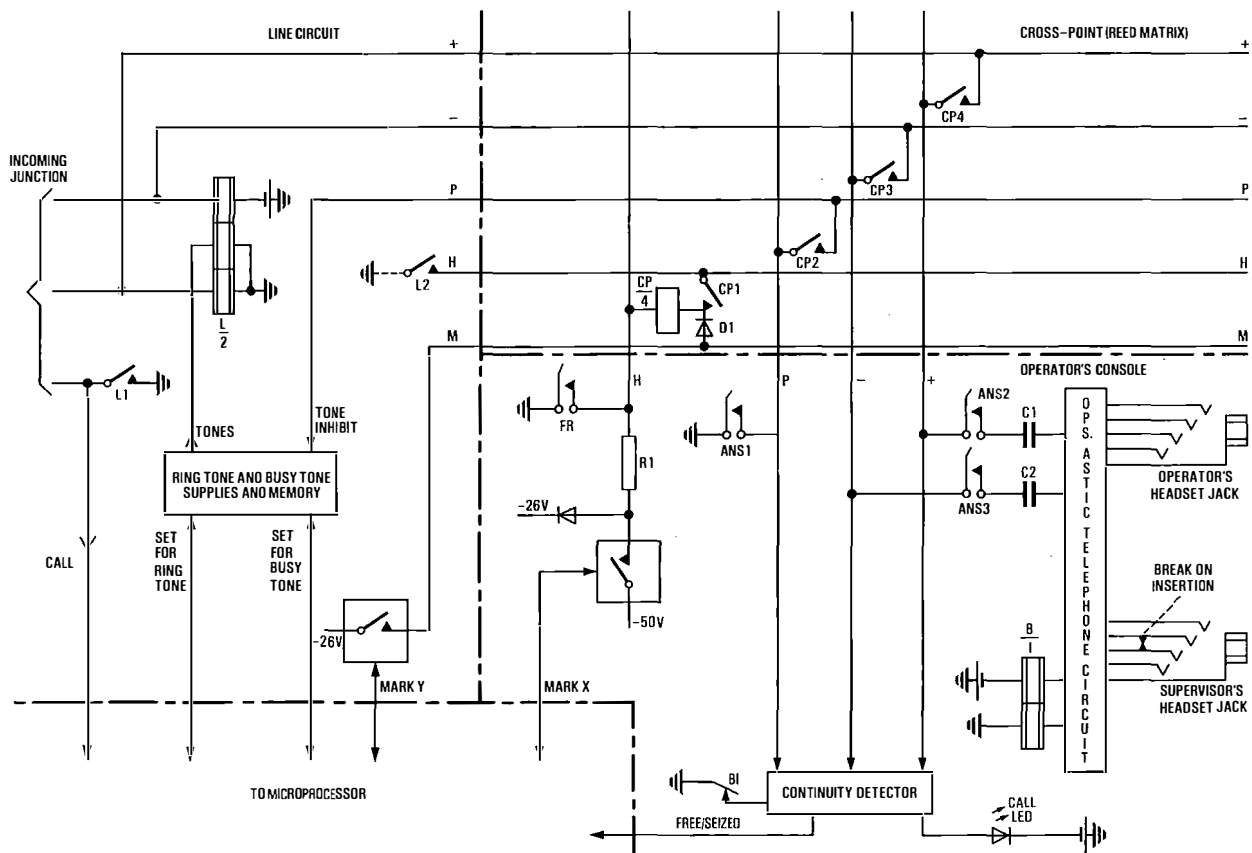 LINE CIRCUIT
CROSS-POINT (REED MATRIX)
+
+
CP4
−
−
INCOMING
JUNCTION
CP3
P
P
CP2
L2
H
H
CP
4
CP1
D1
L
2
M
M
L1
TONES
TONE
INHIBIT
H
P
−
+
OPERATOR'S CONSOLE
FR
ANS1
ANS2
C1
R1
ANS3
C2
OPS. ASTIC TELEPHONE CIRCUIT
OPERATOR'S
HEADSET JACK
RING TONE AND BUSY TONE
SUPPLIES AND MEMORY
−26V
CALL
SET
FOR
RING
TONE
SET
FOR
BUSY
TONE
BREAK ON
INSERTION
−26V
−50V
B
I
MARK Y
MARK X
SUPERVISOR'S
HEADSET JACK
TO MICROPROCESSOR
BI
CONTINUITY DETECTOR
FREE/SEIZED
CALL
LED